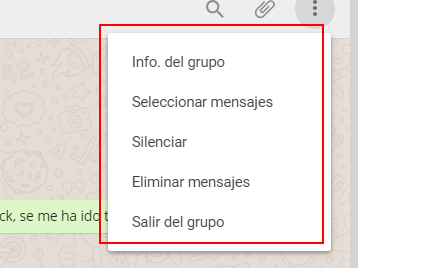 Info. del grupo
Seleccionar mensajes
Silenciar
Eliminar mensajes
ck, se me ha ido t
Salir del grupo